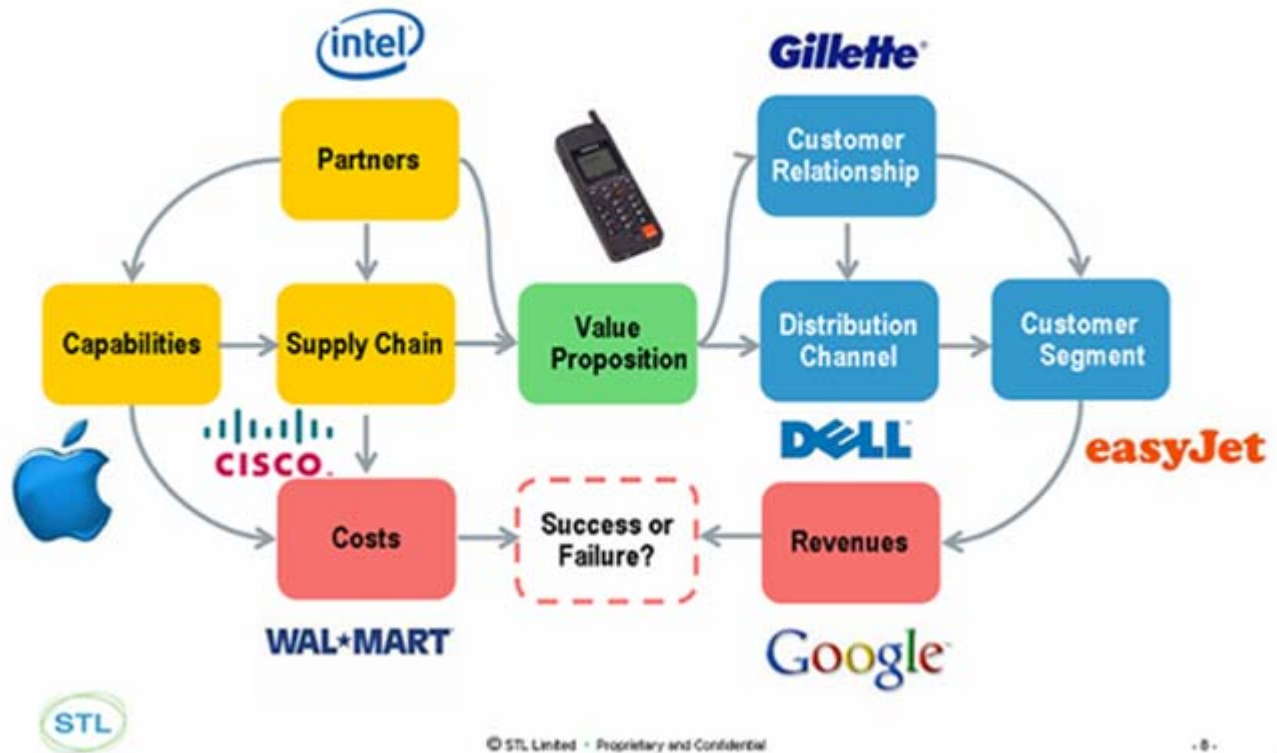 intel
Gillette
Partners
Customer
Relationship
Capabilities
Supply Chain
Value
Proposition
Distribution
Channel
Customer
Segment
CISCO
DELL
easyJet
Costs
Success or
Failure?
Revenues
WAL★MART
Google
STL
© STL Limited • Proprietary and Confidential
- 8 -